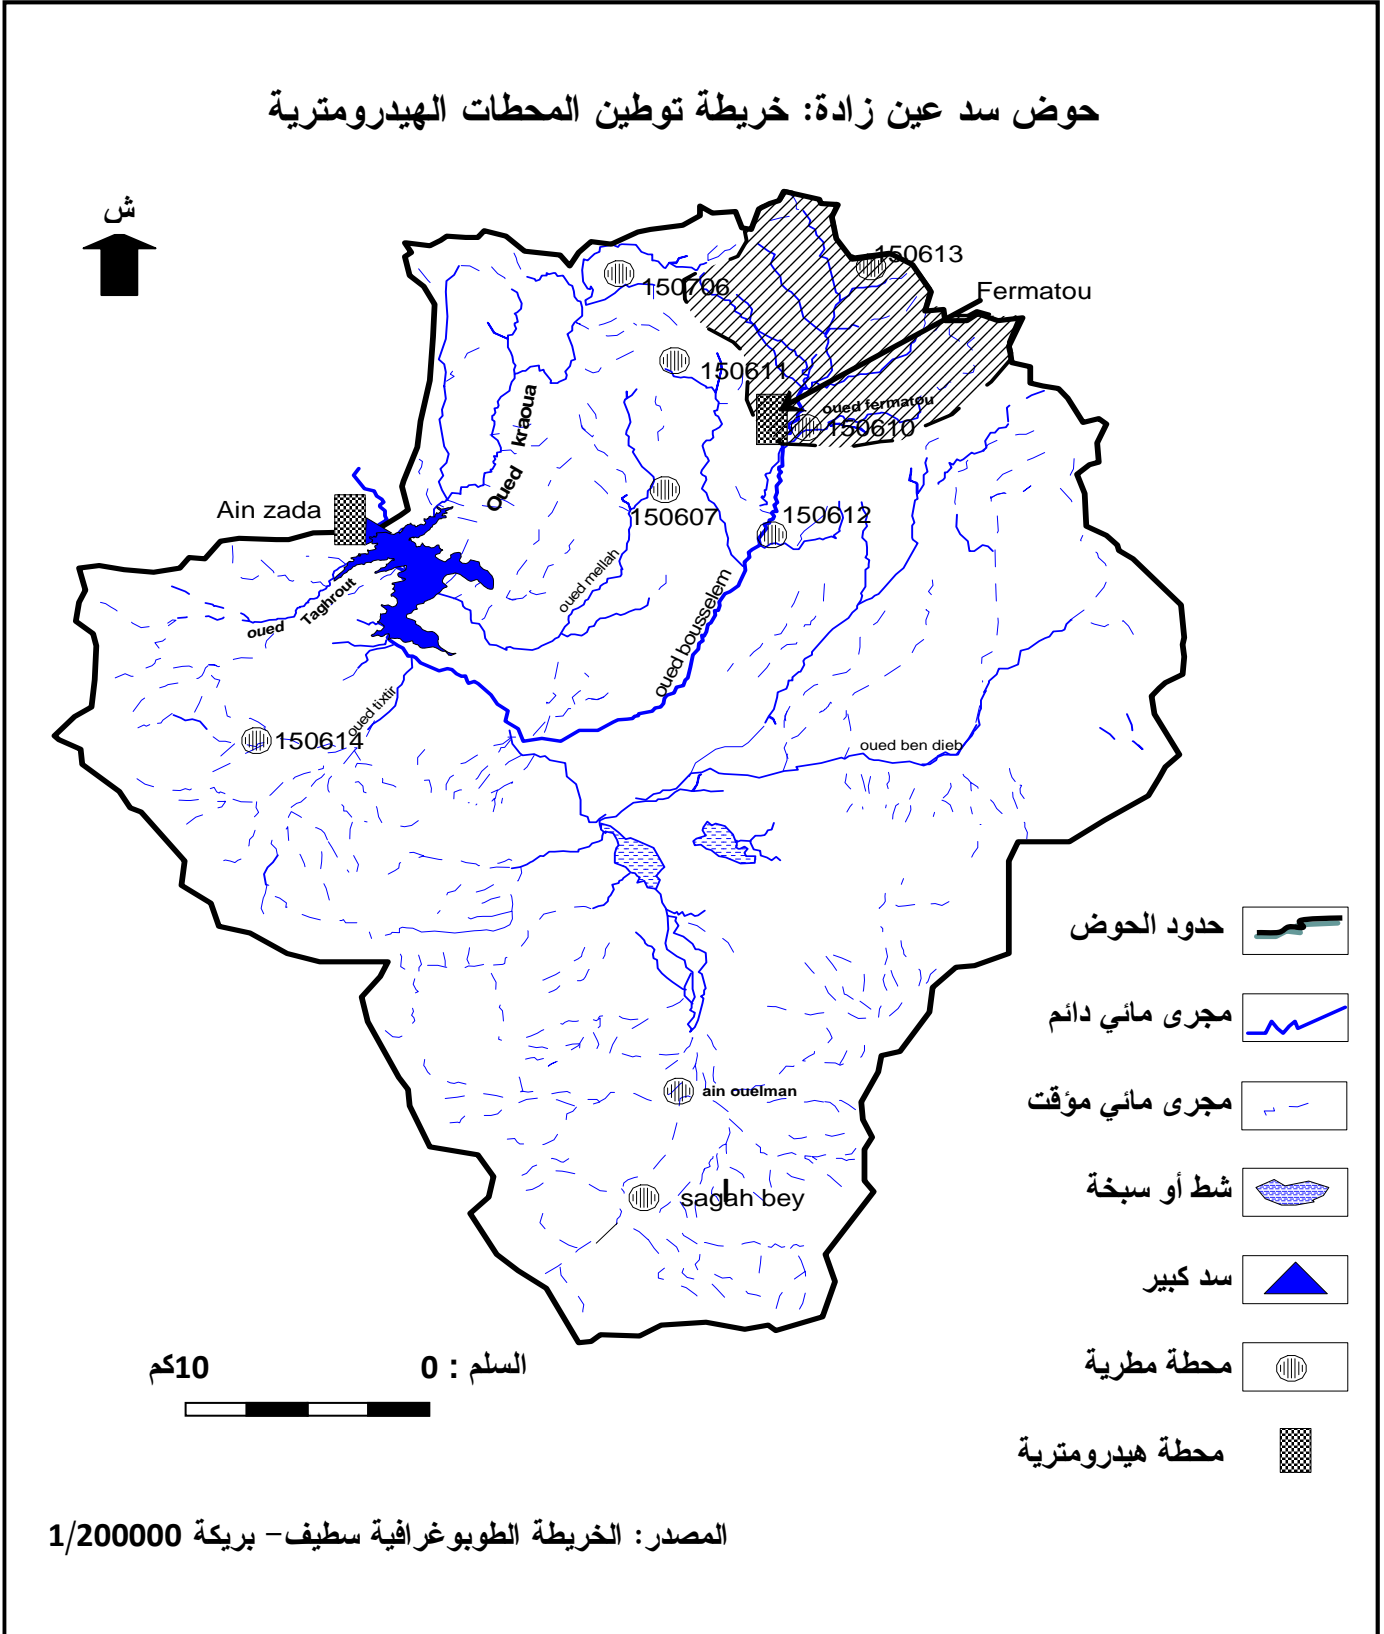 حوض سد عين زادة: خريطة توطين المحطات الهيدرومترية
ش
150613
150706
Fermatou
150611
oued fermatou
150610
Oued kraoua
Ain zada
150607
150612
oued mellah
oued Taghrout
oued bousselem
oued tixtir
150614
oued ben dieb
حدود الحوض
مجرى مائي دائم
مجرى مائي مؤقت
ain ouelman
شط أو سبخة
sagah bey
سد كبير
السلم : 0 10كم
محطة مطرية
محطة هيدرومترية
المصدر: الخريطة الطوبوغرافية سطيف- بريكة 1/200000